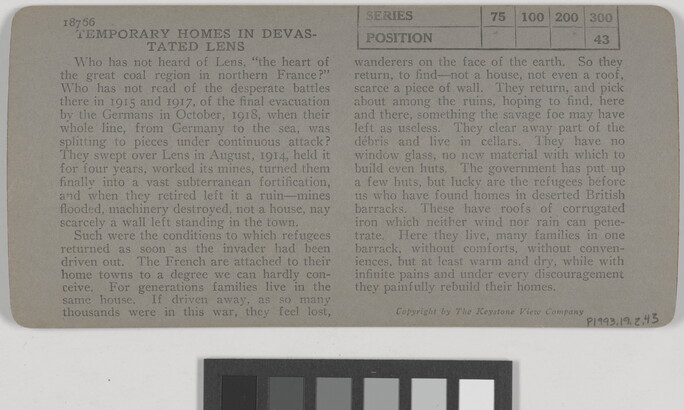 18756
TEMPORARY HOMES IN DEVAS-
TATED LENS
Who has not heard of Lens, "the heart of
the great coal region in northern France?"
Who has not read of the desperate battles
there in 1915 and 1917, of the final evacuation
by the Germans in October, 1918, when their
whole line, from Germany to the sea, was
splitting to pieces under continuous attack?
They swept over Lens in August, 1914, held it
for four years, worked its mines, turned them
finally into a vast subterranean fortification,
and when they retired left it a ruin—mines
flooded, machinery destroyed, not a house, nay
scarcely a wall left standing in the town.
Such were the conditions to which refugees
returned as soon as the invader had been
driven out. The French are attached to their
home towns to a degree we can hardly con-
ceive. For generations families live in the
same house. If driven away, as so many
thousands were in this war, they feel lost,
SERIES 75 100 200 300
POSITION 43
wanderers on the face of the earth. So they
return, to find—not a house, not even a roof,
scarce a piece of wall. They return, and pick
about among the ruins, hoping to find, here
and there, something the savage foe may have
left as useless. They clear away part of the
débris and live in cellars. They have no
window glass, no new material with which to
build even huts. The government has put up
a few huts, but lucky are the refugees before
us who have found homes in deserted British
barracks. These have roofs of corrugated
iron which neither wind nor rain can pene-
trate. Here they live, many families in one
barrack, without comforts, without conven-
iences, but at least warm and dry, while with
infinite pains and under every discouragement
they painfully rebuild their homes.
Copyright by The Keystone View Company
P1993.19.2.43